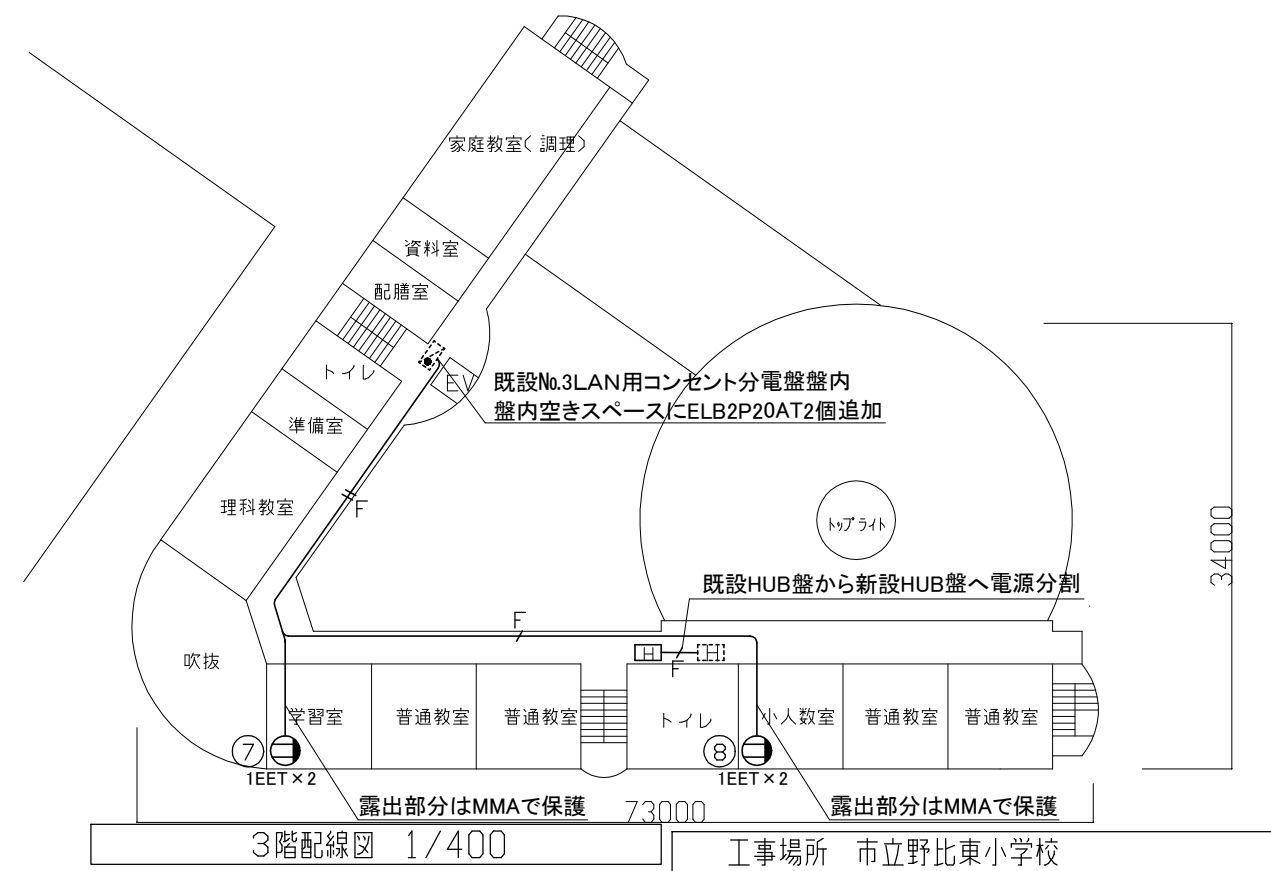 家庭教室(調理)
資料室
配膳室
トイレ
EV
既設№3LAN用コンセント分電盤盤内
盤内空きスペースにELB2P20AT2個追加
準備室
理科教室
F
トップライト
34000
既設HUB盤から新設HUB盤へ電源分割
F
H
F
H
吹抜
学習室
普通教室
普通教室
トイレ
小人数室
普通教室
普通教室
⑦
1EET×2
⑧
1EET×2
露出部分はMMAで保護
73000
露出部分はMMAで保護
3階配線図 1/400
工事場所 市立野比東小学校